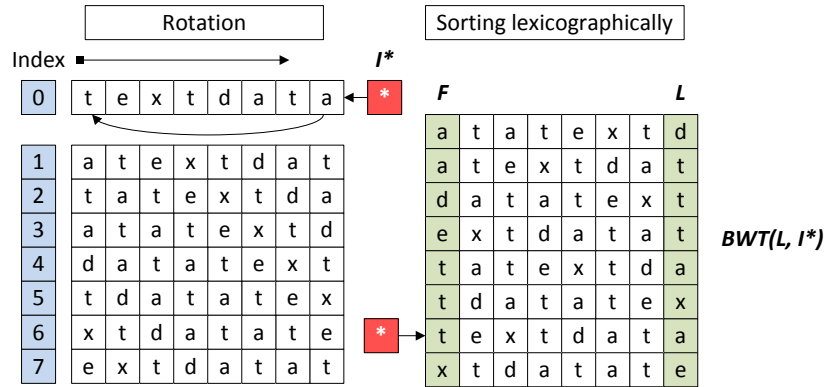 Rotation
Sorting lexicographically
Index
I*
0 t e x t d a t a *
F L
1 a t e x t d a t
2 t a t e x t d a
3 a t a t e x t d
4 d a t a t e x t
5 t d a t a t e x
6 x t d a t a t e
7 e x t d a t a t
a t a t e x t d
a t e x t d a t
d a t a t e x t
e x t d a t a t
t a t e x t d a
t d a t a t e x
* t e x t d a t a
x t d a t a t e
BWT(L, I*)